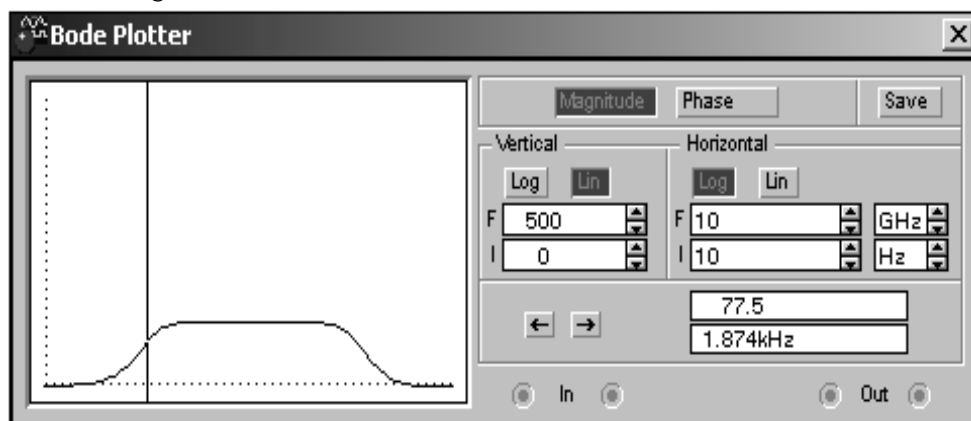 Bode Plotter
Magnitude Phase Save
Vertical Horizontal
Log Lin Log Lin
F 500 F 10 GHz
I 0 I 10 Hz
77.5
1.874kHz
In Out